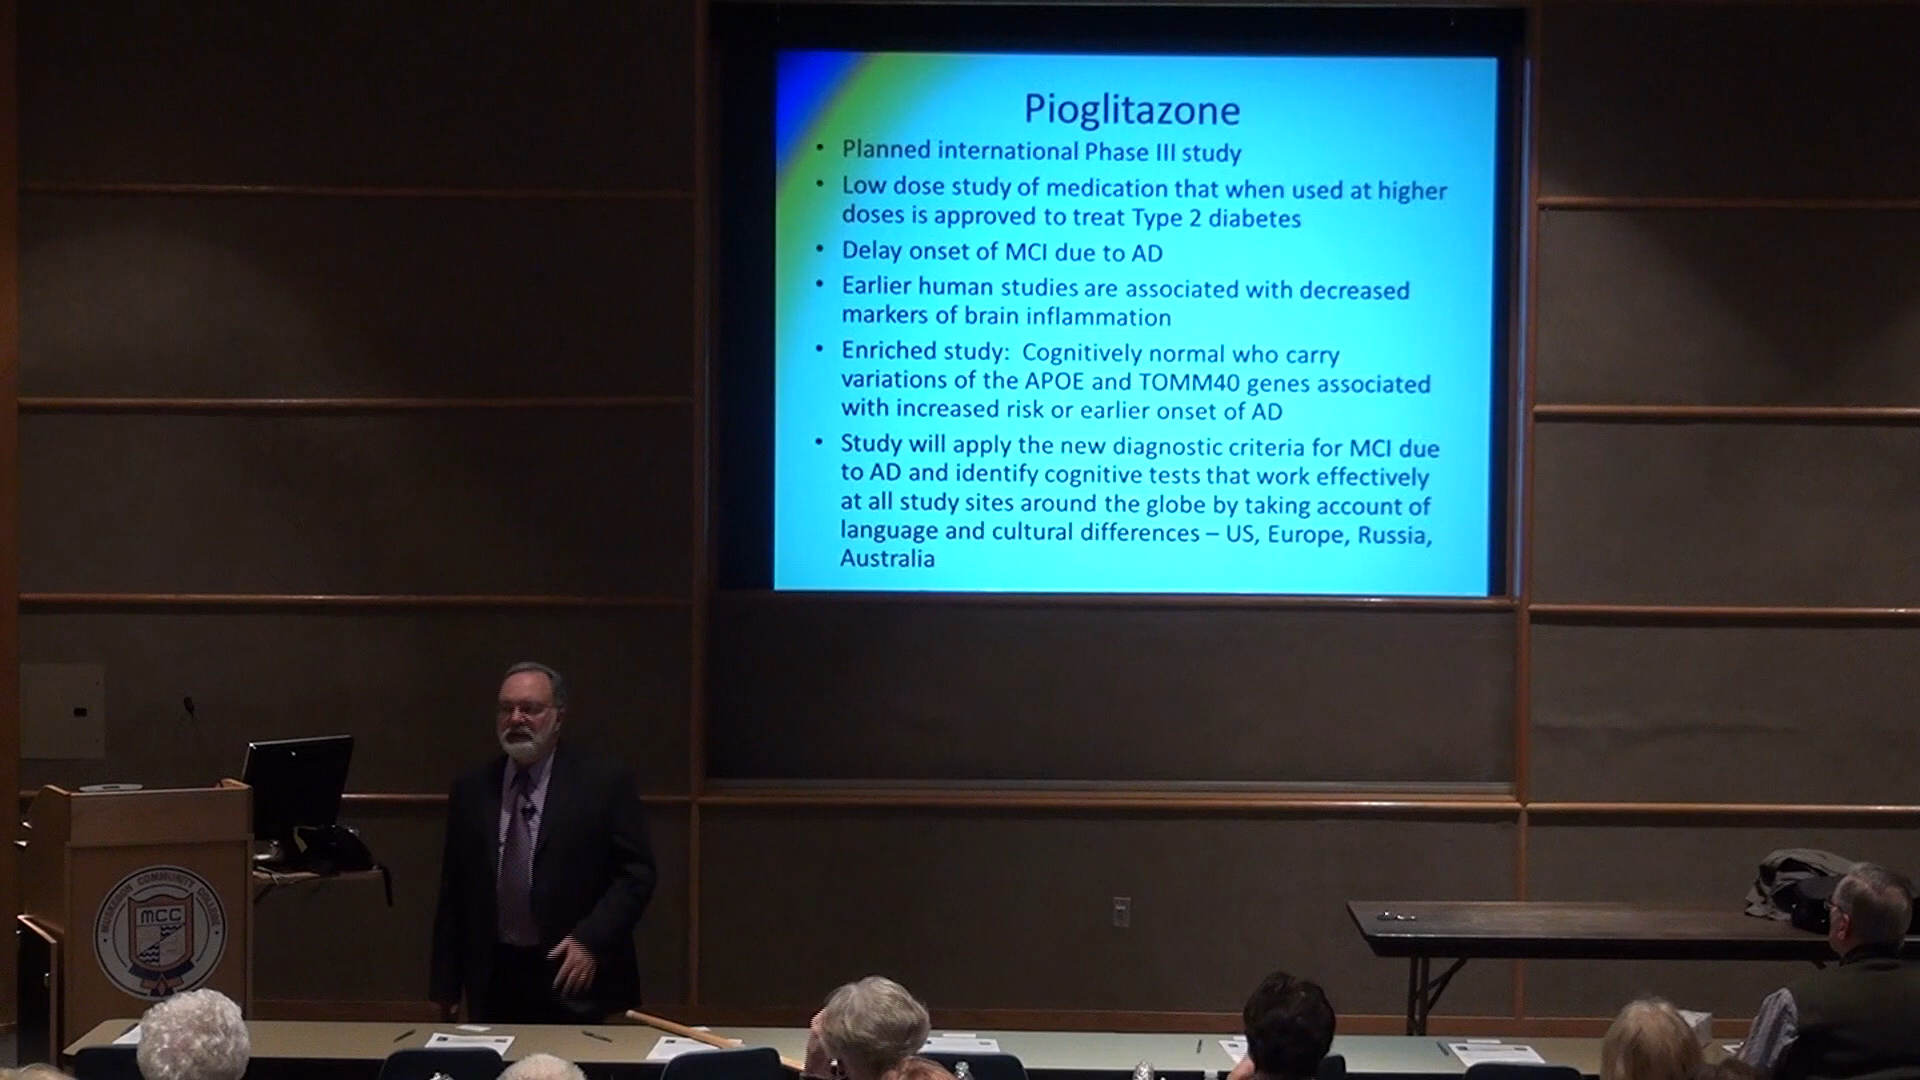 Pioglitazone
• Planned international Phase III study
• Low dose study of medication that when used at higher
doses is approved to treat Type 2 diabetes
• Delay onset of MCI due to AD
• Earlier human studies are associated with decreased
markers of brain inflammation
• Enriched study: Cognitively normal who carry
variations of the APOE and TOMM40 genes associated
with increased risk or earlier onset of AD
• Study will apply the new diagnostic criteria for MCI due
to AD and identify cognitive tests that work effectively
at all study sites around the globe by taking account of
language and cultural differences – US, Europe, Russia,
Australia
MUSKEGON COMMUNITY COLLEGE
MCC